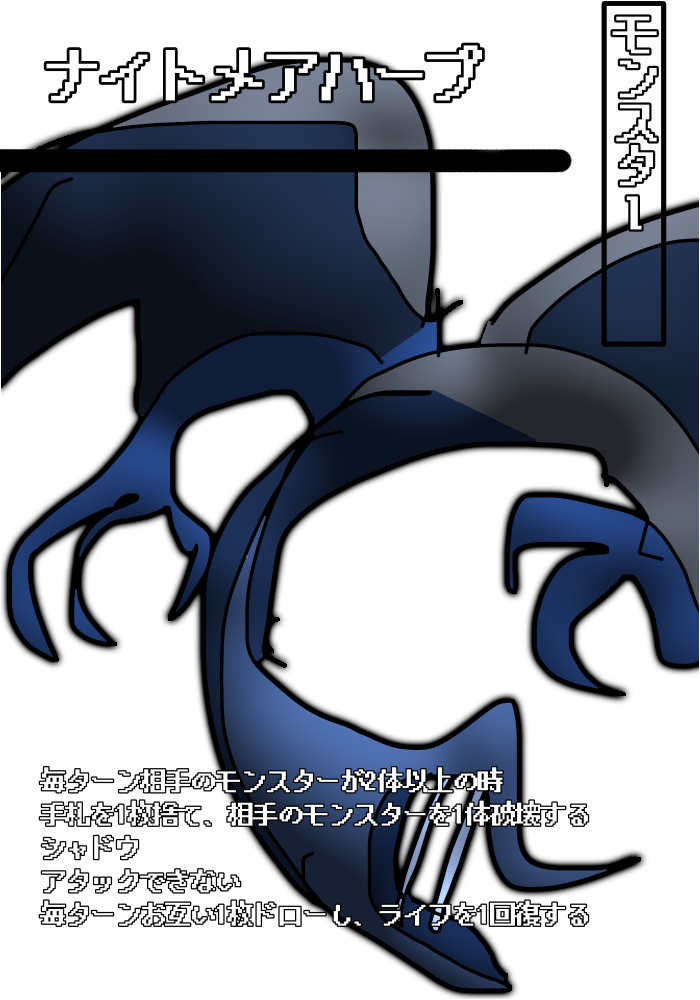 ナイトメアハープ
モンスター
毎ターン相手のモンスターが2体以上の時
手札を1枚捨て、相手のモンスターを1体破壊する
シャドウ
アタックできない
毎ターンお互い1枚ドローし、ライフを1回復する